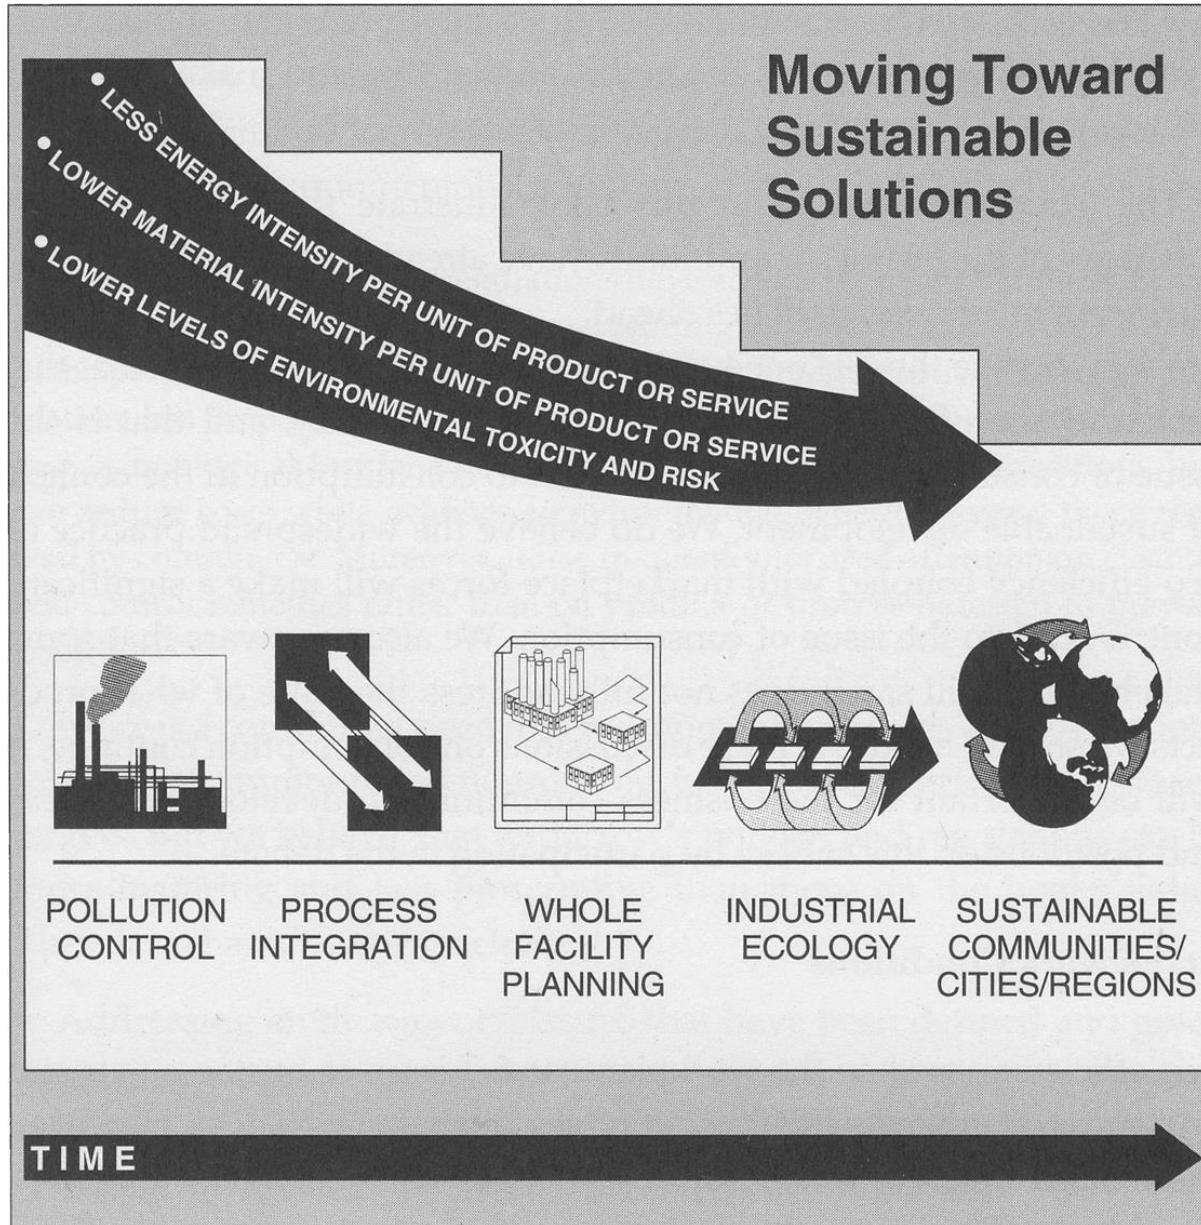 Moving Toward
Sustainable
Solutions
• LESS ENERGY INTENSITY PER UNIT OF PRODUCT OR SERVICE
• LOWER MATERIAL INTENSITY PER UNIT OF PRODUCT OR SERVICE
• LOWER LEVELS OF ENVIRONMENTAL TOXICITY AND RISK
POLLUTION
CONTROL
PROCESS
INTEGRATION
WHOLE
FACILITY
PLANNING
INDUSTRIAL
ECOLOGY
SUSTAINABLE
COMMUNITIES/
CITIES/REGIONS
TIME